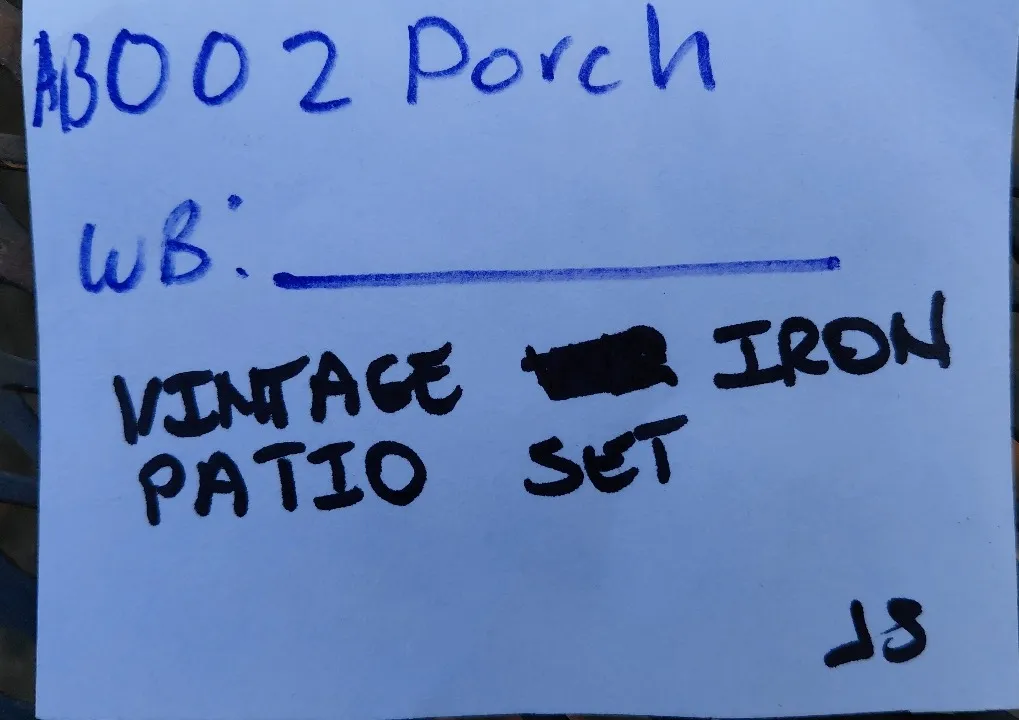 AB002 Porch
WB:
VINTAGE IRON
PATIO SET
JS